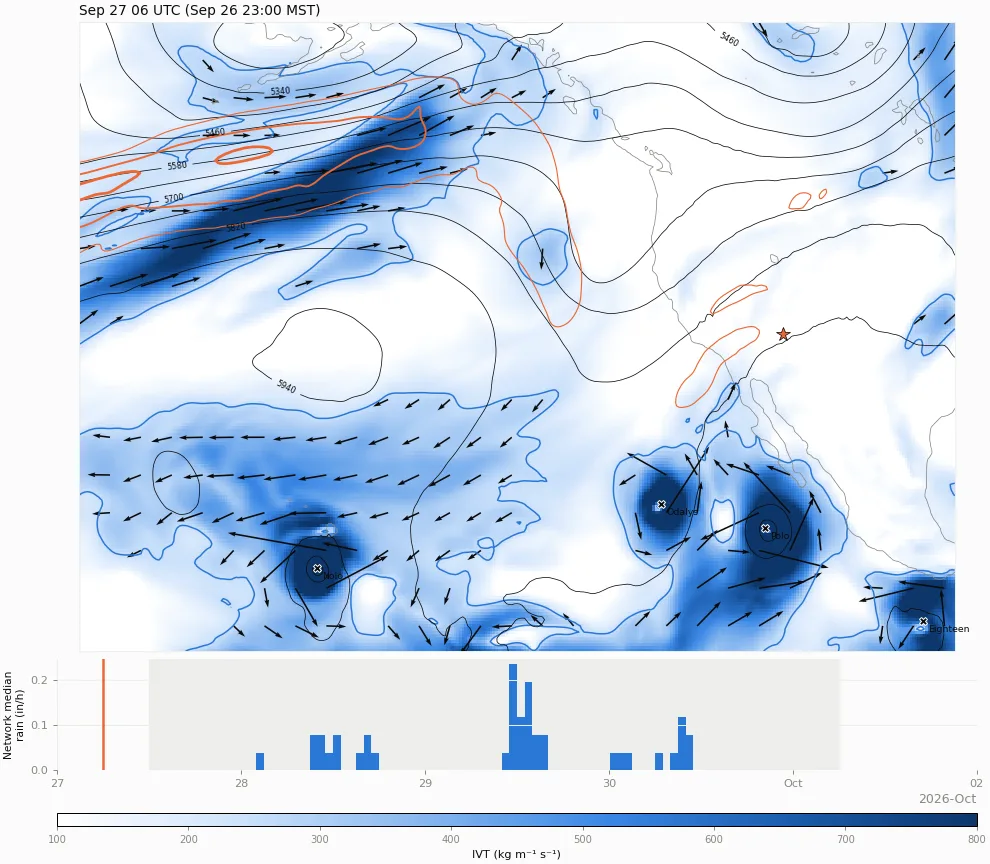 Sep 27 06 UTC (Sep 26 23:00 MST)
5460
5340
5460
5580
5700
5820
5940
Odalys
Polo
Nolo
Eighteen
Network median
rain (in/h)
0.2
0.1
0.0
27
28
29
30
Oct
02
2026-Oct
100
200
300
400
500
600
700
800
IVT (kg m⁻¹ s⁻¹)